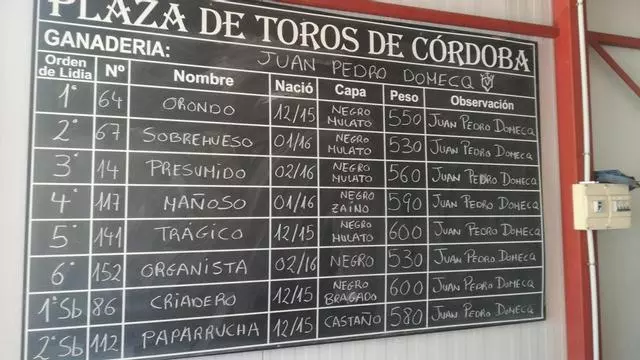 PLAZA DE TOROS DE CÓRDOBA
GANADERIA: JUAN PEDRO DOMECQ
Orden de Lidia Nº Nombre Nació Capa Peso Observación
1º 64 ORONDO 12/15 NEGRO MULATO 550 JUAN PEDRO DOMECQ
2º 67 SOBREHUESO 01/16 NEGRO MULATO 530 JUAN PEDRO DOMECQ
3º 14 PRESUMIDO 02/16 NEGRO MULATO 560 JUAN PEDRO DOMECQ
4º 117 MAÑOSO 01/16 NEGRO ZAINO 590 JUAN PEDRO DOMECQ
5º 141 TRÁGICO 12/15 NEGRO MULATO 600 JUAN PEDRO DOMECQ
6º 152 ORGANISTA 02/16 NEGRO 530 JUAN PEDRO DOMECQ
1ºSb 86 CRIADERO 12/15 NEGRO BRAGADO 600 JUAN PEDRO DOMECQ
2ºSb 112 PAPARRUCHA 12/15 CASTAÑO 580 JUAN PEDRO DOMECQ